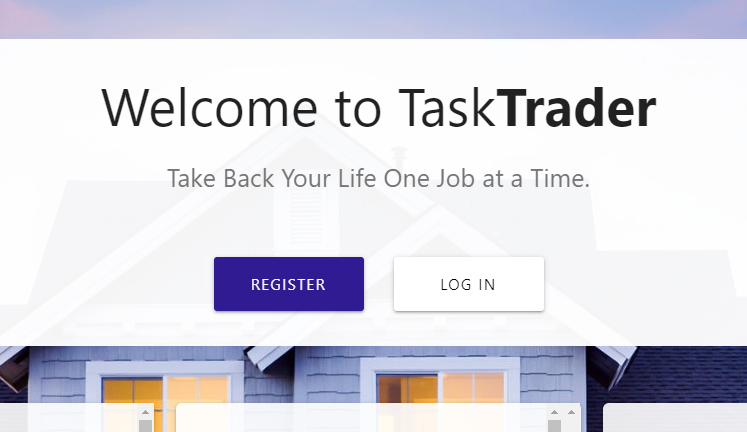 Welcome to TaskTrader
Take Back Your Life One Job at a Time.
REGISTER
LOG IN